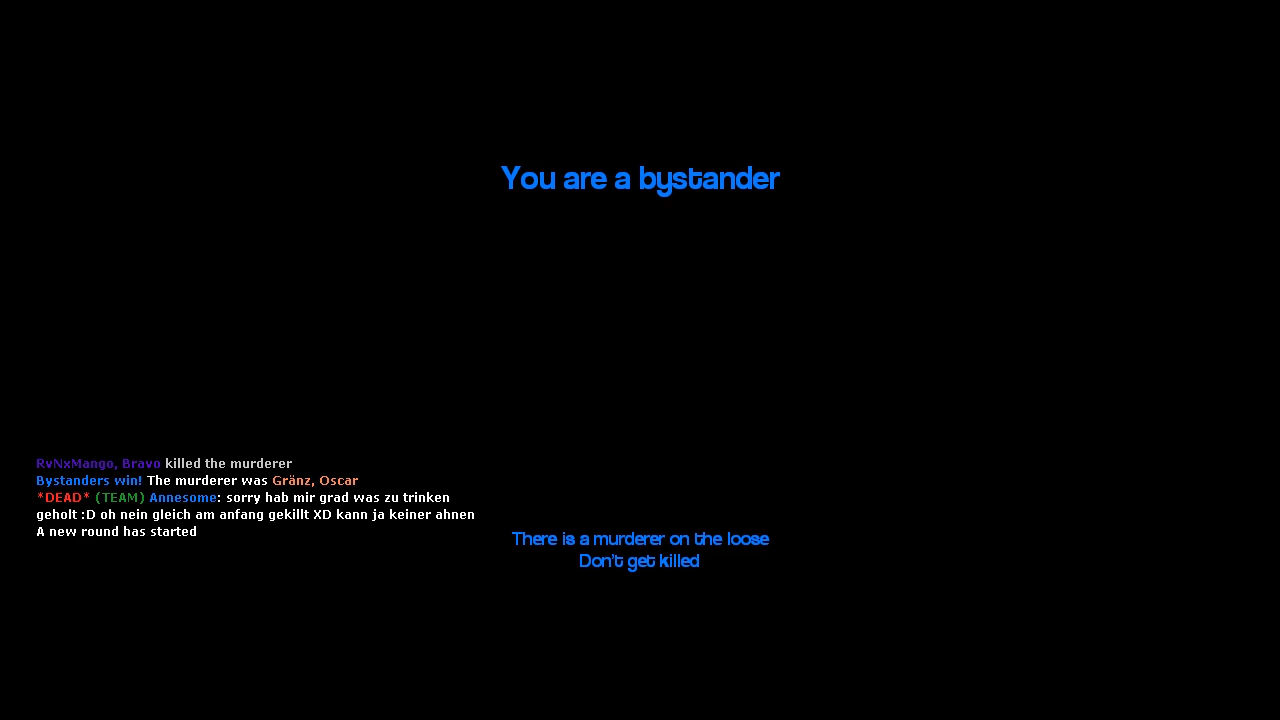 You are a bystander
RvNxMango, Bravo killed the murderer
Bystanders win! The murderer was Gränz, Oscar
*DEAD* (TEAM) Annesome: sorry hab mir grad was zu trinken
geholt :D oh nein gleich am anfang gekillt XD kann ja keiner ahnen
A new round has started
There is a murderer on the loose
Don't get killed